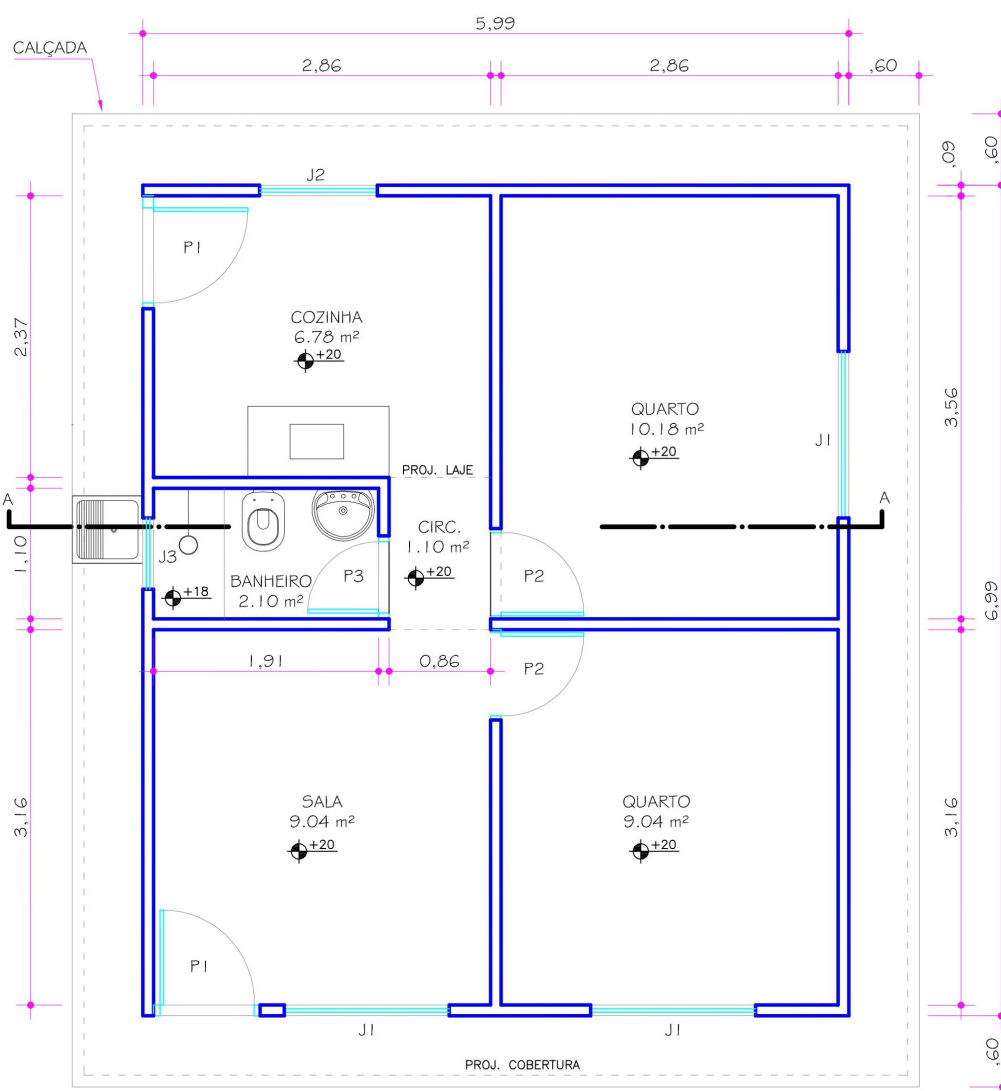 5,99
CALÇADA
2,86
2,86
,60
,60
,09
J2
P1
COZINHA
6.78 m²
+20
2,37
QUARTO
10.18 m²
+20
3,56
J1
PROJ. LAJE
A
A
CIRC.
1.10 m²
+20
J3
1,10
BANHEIRO
2.10 m²
+18
P3
P2
6,99
1,91
0,86
P2
SALA
9.04 m²
+20
QUARTO
9.04 m²
+20
3,16
3,16
P1
J1
J1
PROJ. COBERTURA
,60